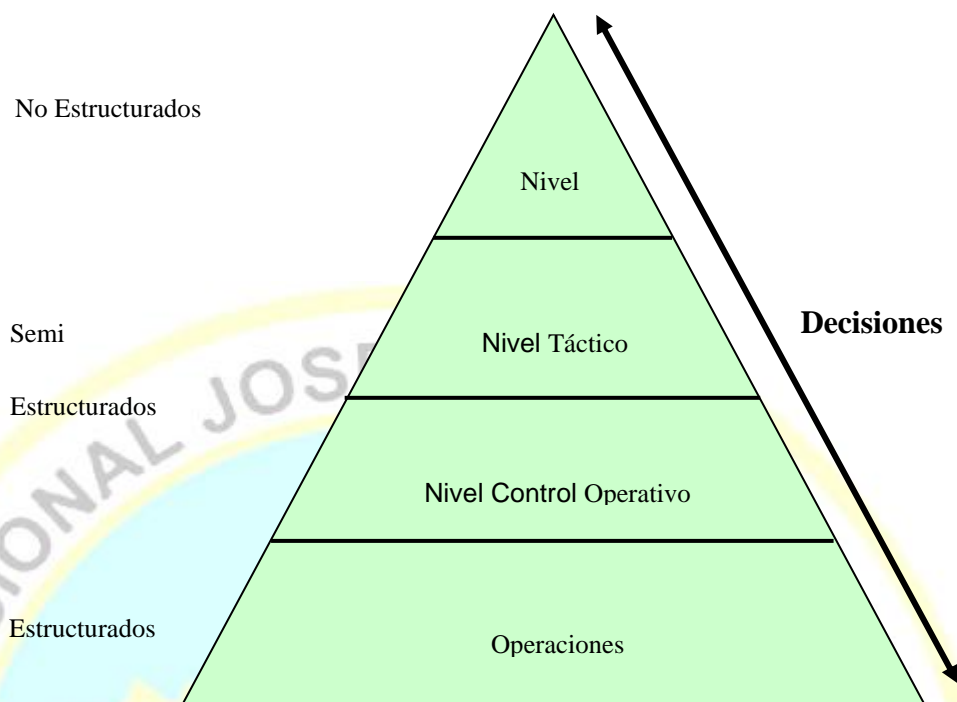 No Estructurados
Nivel
Semi
Nivel Táctico
Decisiones
Estructurados
Nivel Control Operativo
Estructurados
Operaciones